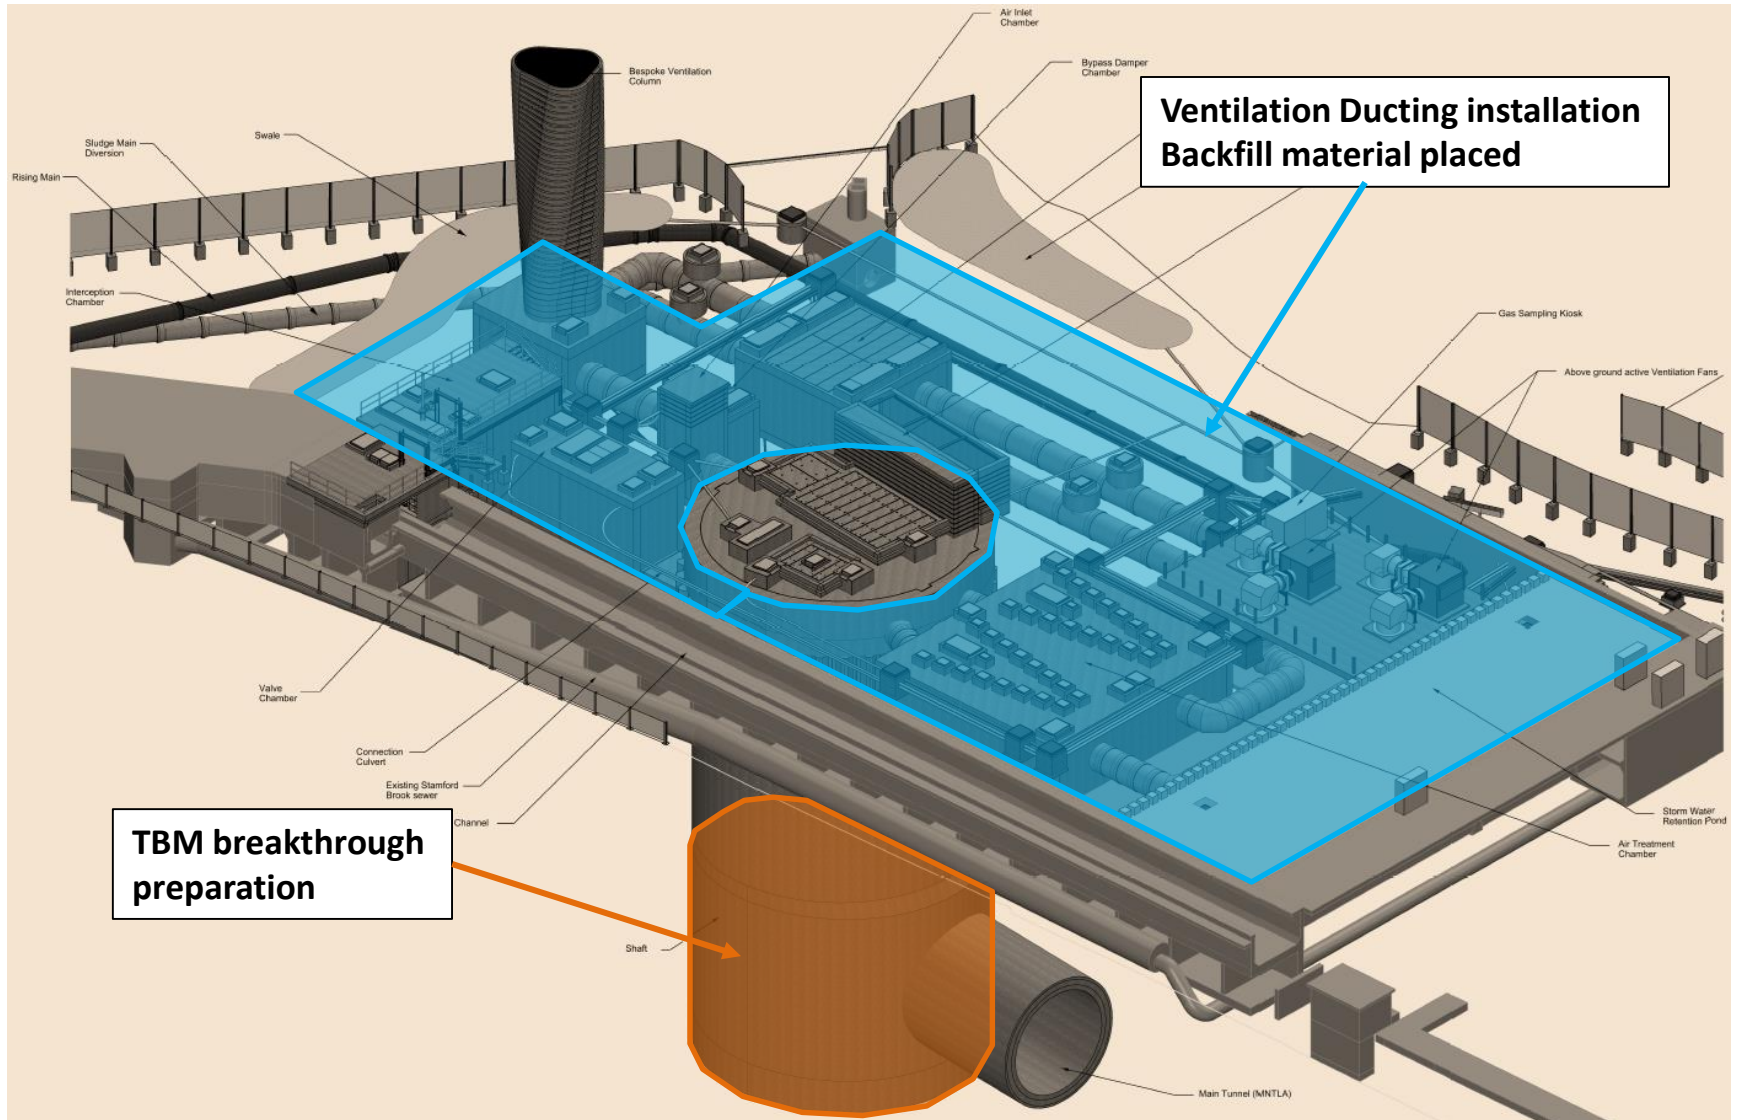 Air Inlet
Chamber
Bespoke Ventilation
Column
Bypass Damper
Chamber
Ventilation Ducting installation
Backfill material placed
Swale
Sludge Main
Diversion
Rising Main
Interception
Chamber
Gas Sampling Kiosk
Above ground active Ventilation Fans
Valve
Chamber
Connection
Culvert
Existing Stamford
Brook sewer
Channel
Storm Water
Retention Pond
Air Treatment
Chamber
TBM breakthrough
preparation
Shaft
Main Tunnel (MNTLA)